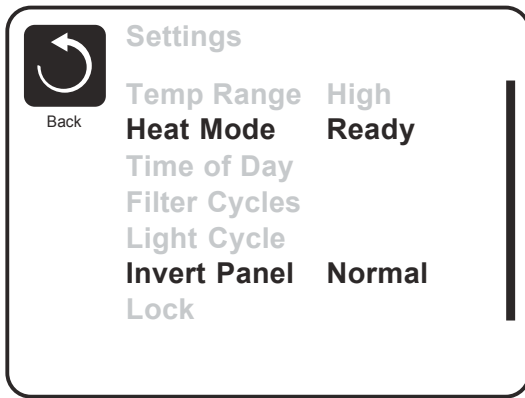 Settings
Back
Temp Range High
Heat Mode Ready
Time of Day
Filter Cycles
Light Cycle
Invert Panel Normal
Lock